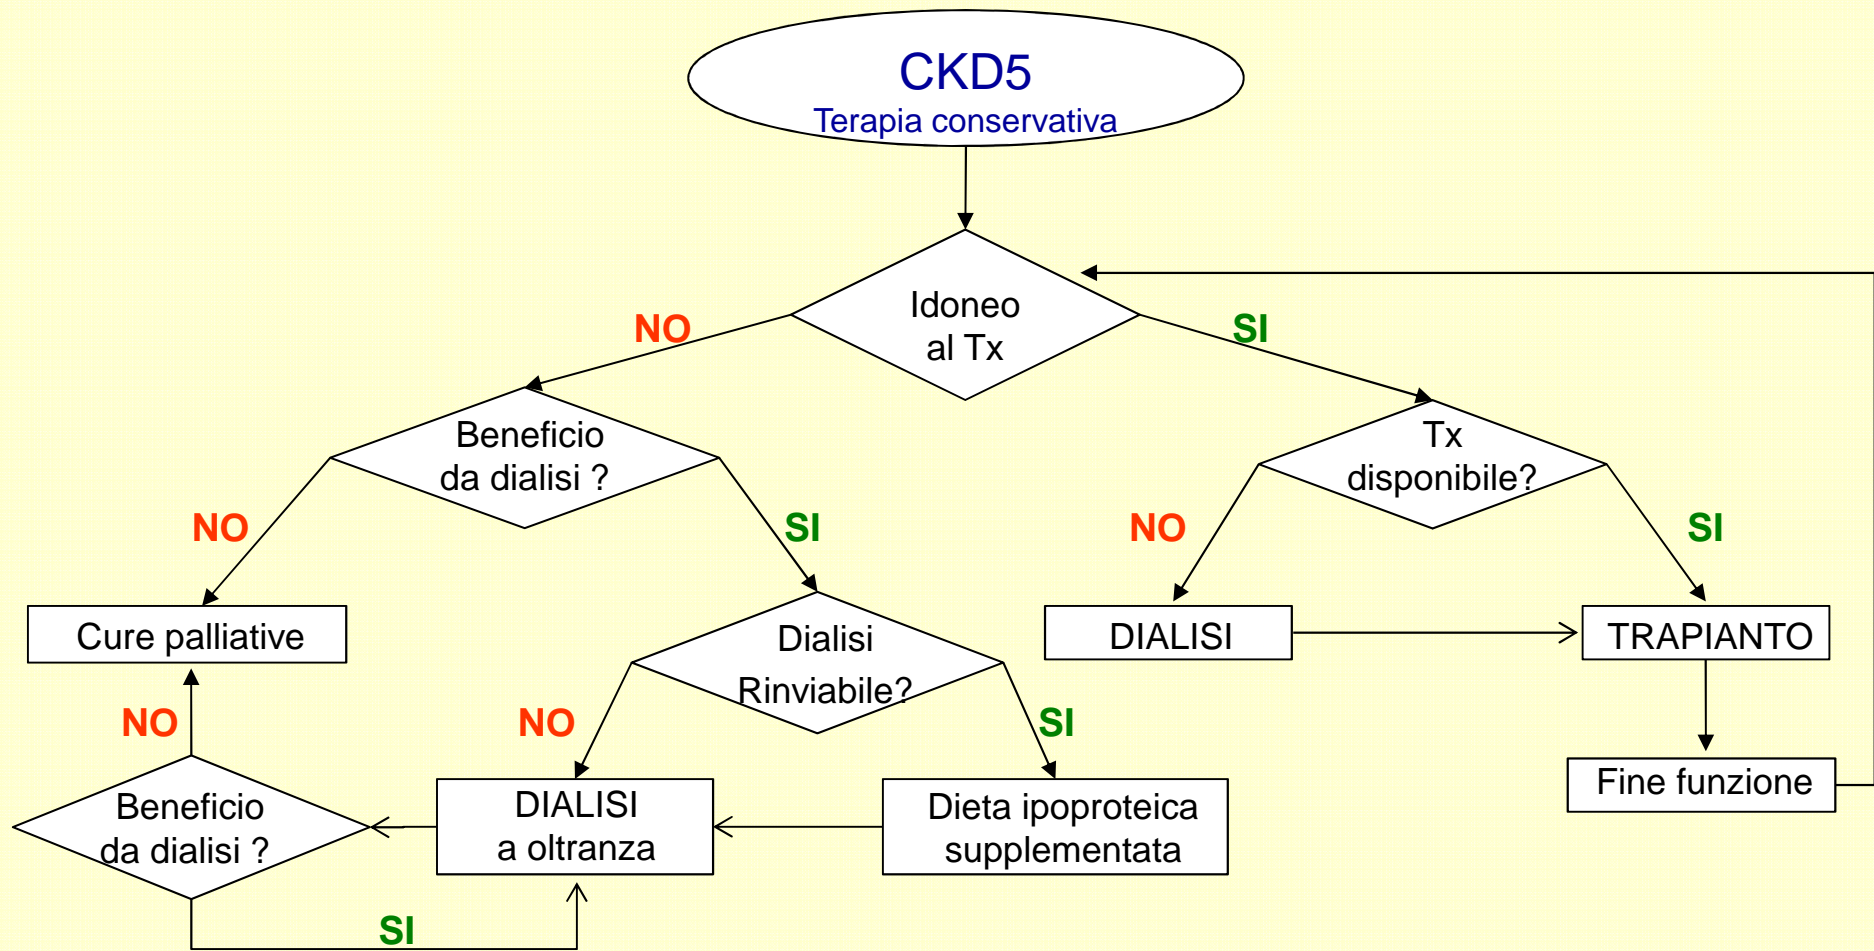 CKD5
Terapia conservativa
Idoneo
al Tx
NO
SI
Beneficio
da dialisi ?
Tx
disponibile?
NO
SI
NO
SI
Cure palliative
Dialisi
Rinviabile?
DIALISI
TRAPIANTO
NO
NO
SI
Beneficio
da dialisi ?
DIALISI
a oltranza
Dieta ipoproteica
supplementata
Fine funzione
SI